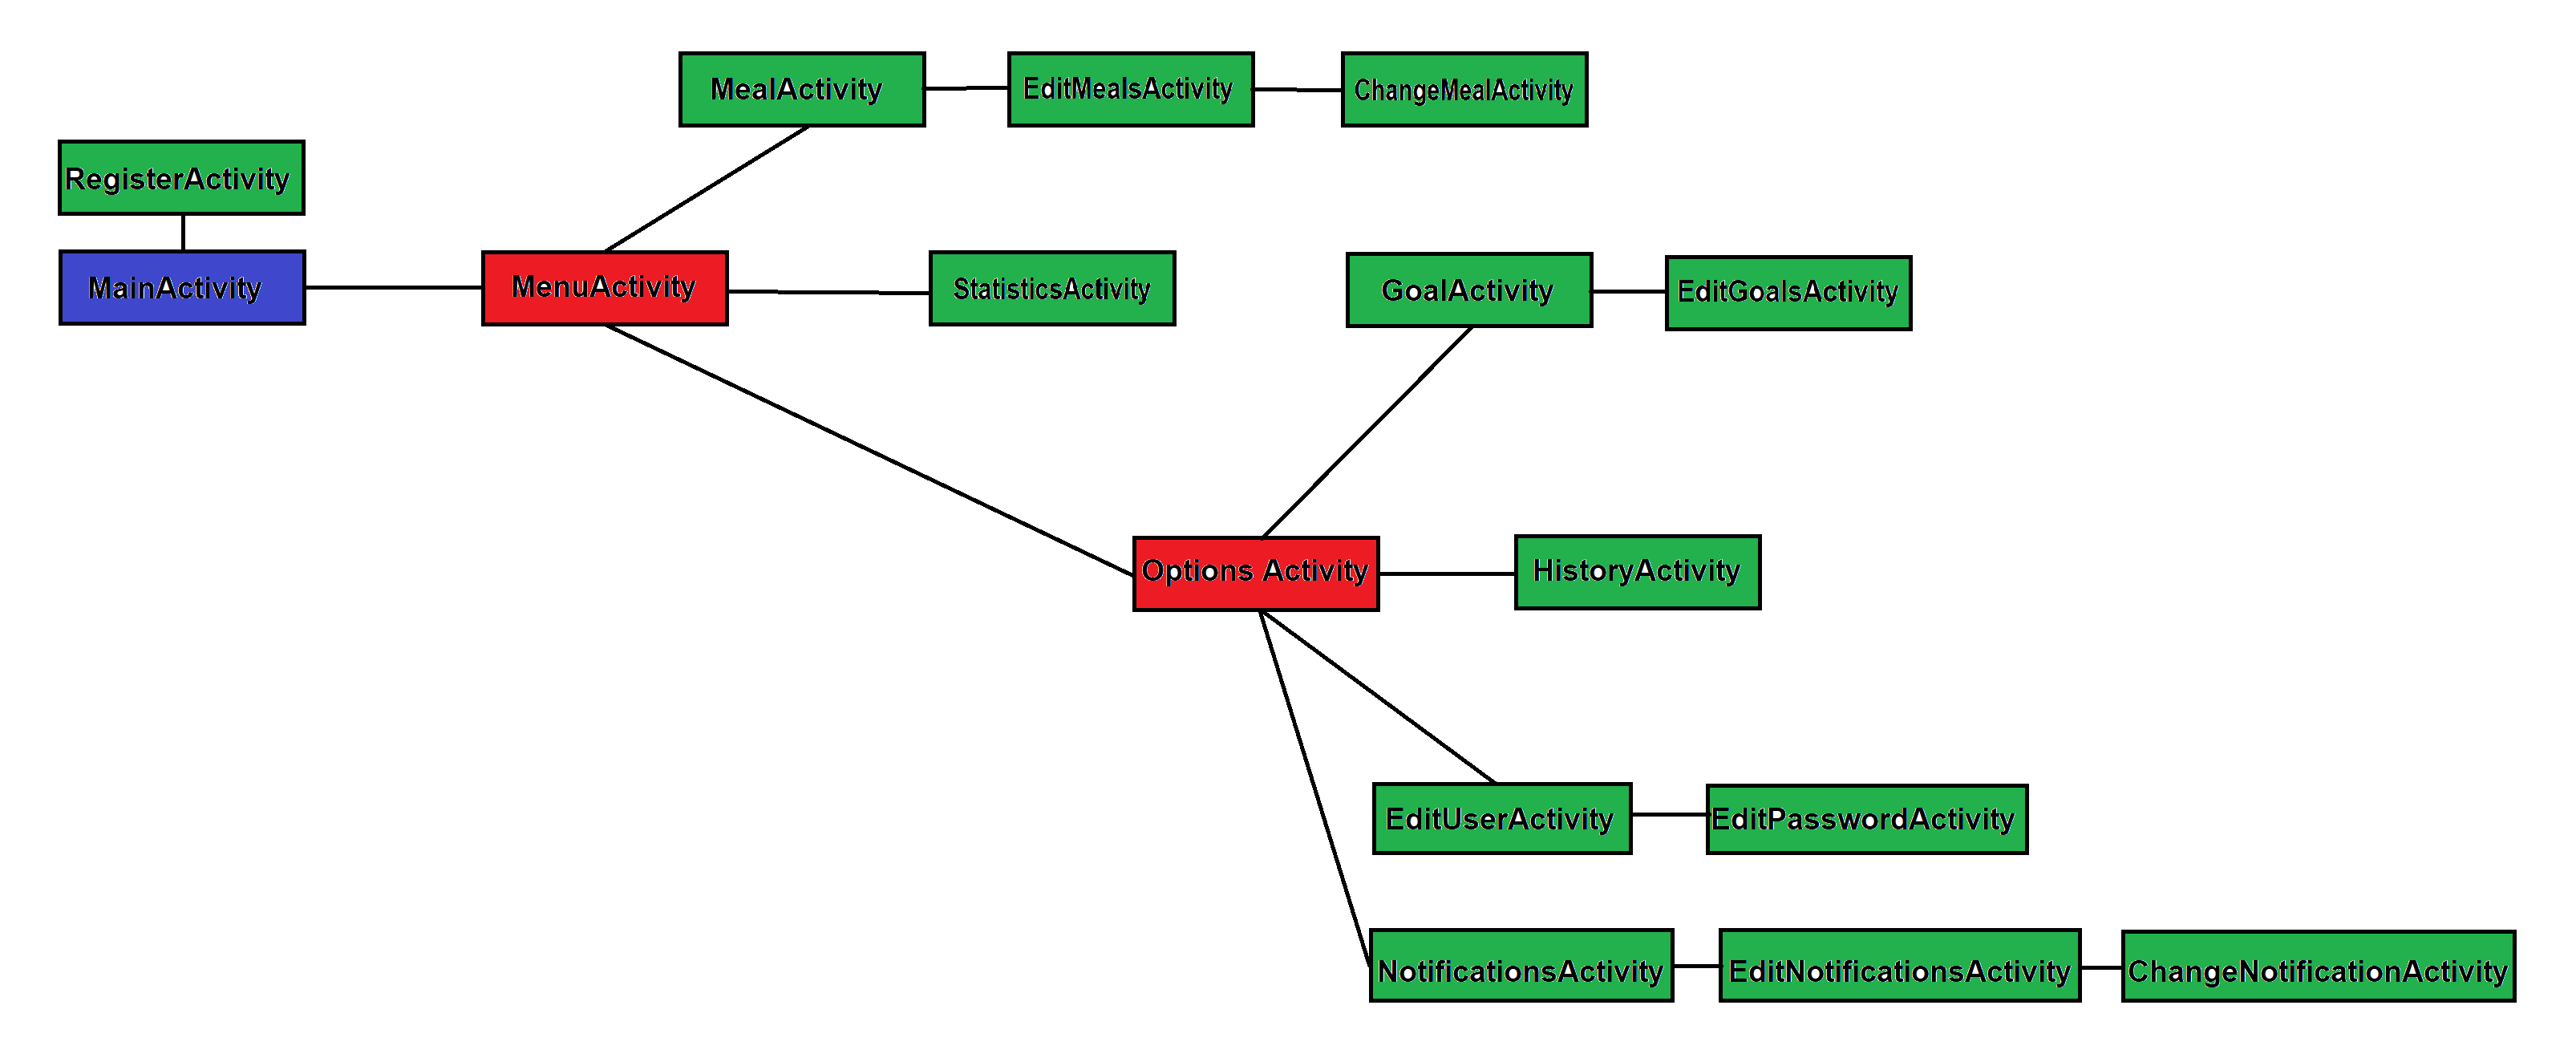 MealActivity
EditMealsActivity
ChangeMealActivity
RegisterActivity
MainActivity
MenuActivity
StatisticsActivity
GoalActivity
EditGoalsActivity
Options Activity
HistoryActivity
EditUserActivity
EditPasswordActivity
NotificationsActivity
EditNotificationsActivity
ChangeNotificationActivity